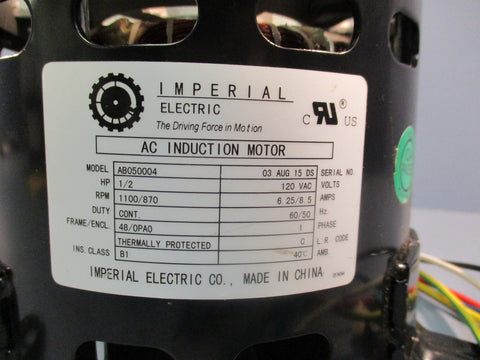 IMPERIAL
ELECTRIC
The Driving Force in Motion
C RU ® US
AC INDUCTION MOTOR
MODEL AB050004 03 AUG 15 DS SERIAL NO.
HP 1/2 120 VAC VOLTS
RPM 1100/870 6.25/8.5 AMPS
DUTY CONT. 60/50 Hz
FRAME/ENCL. 48/OPAO 1 PHASE
THERMALLY PROTECTED C L.R. CODE
INS. CLASS B1 40℃ AMB.
IMPERIAL ELECTRIC CO., MADE IN CHINA